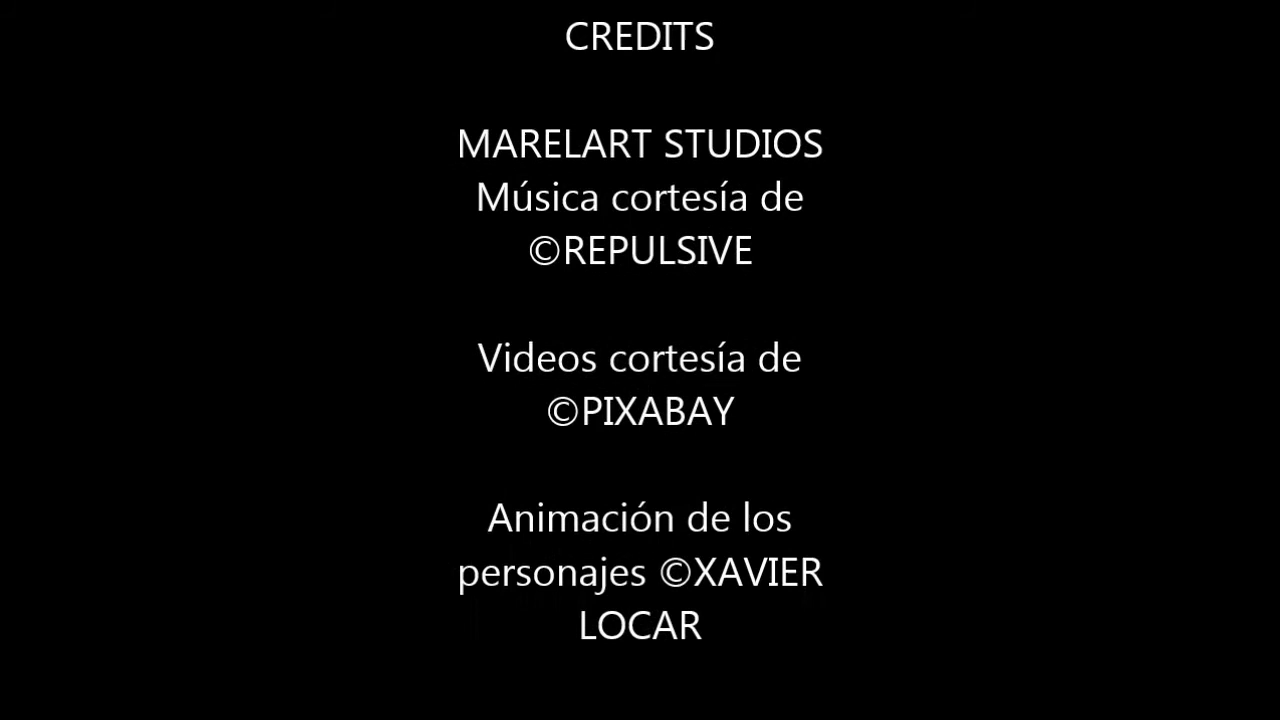 CREDITS
MARELART STUDIOS
Música cortesía de
©REPULSIVE
Videos cortesía de
©PIXABAY
Animación de los
personajes ©XAVIER
LOCAR